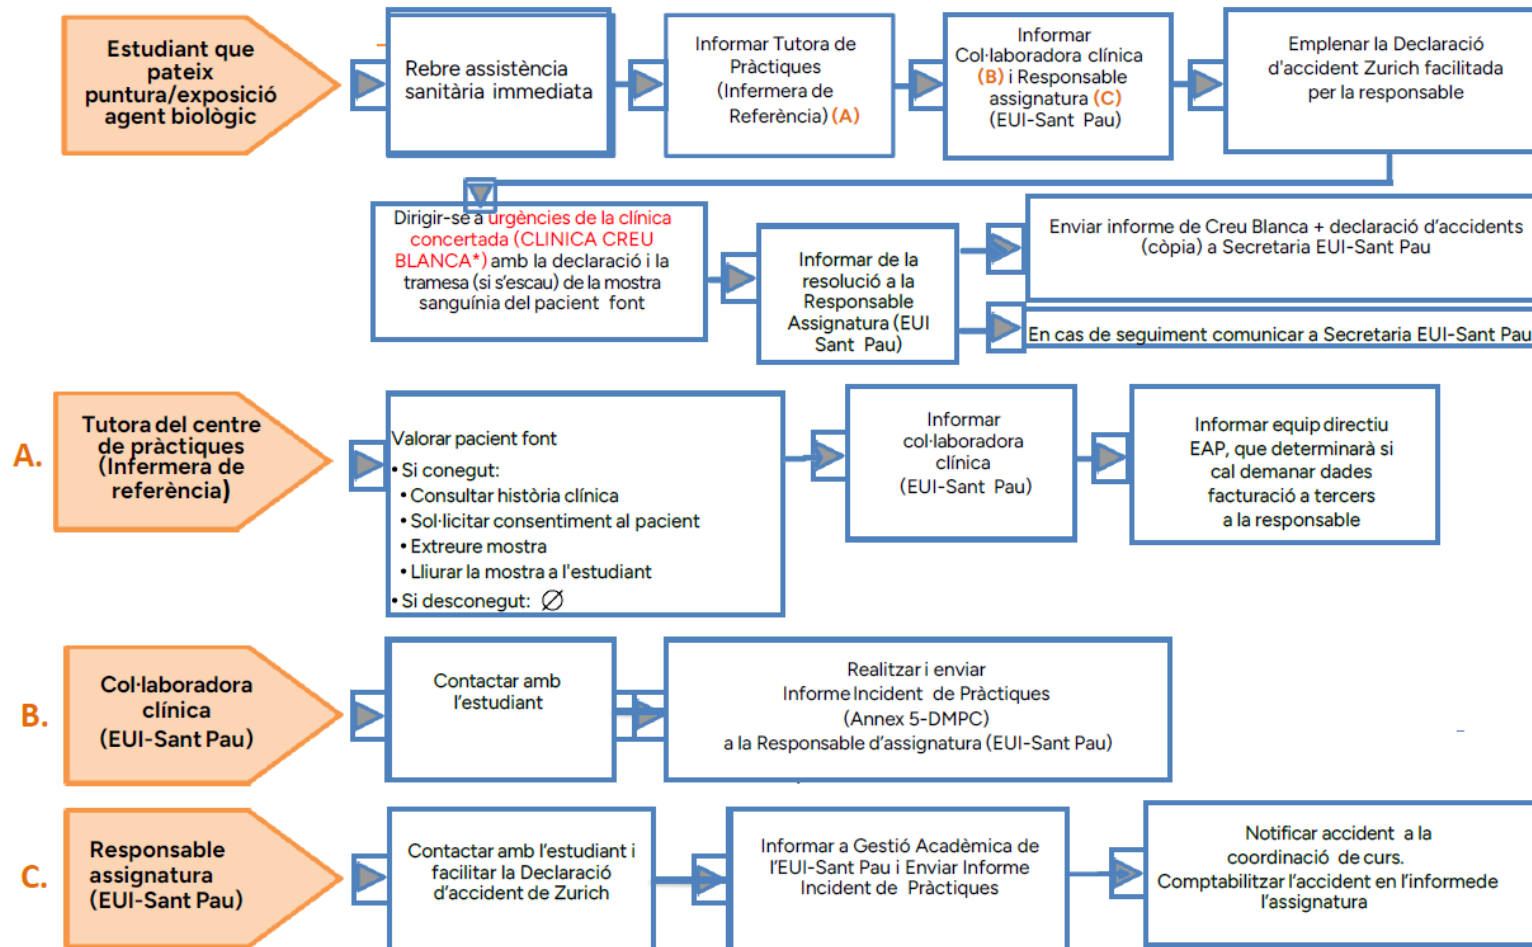 Estudiant que
pateix
puntura/exposició
agent biològic
Rebre assistència
sanitària immediata
Informar Tutora de
Pràctiques
(Infermera de
Referència) (A)
Informar
Col·laboradora clínica
(B) i Responsable
assignatura (C)
(EUI-Sant Pau)
Emplenar la Declaració
d'accident Zurich facilitada
per la responsable
Dirigir-se a urgències de la clínica
concertada (CLINICA CREU
BLANCA*) amb la declaració i la
tramesa (si s'escau) de la mostra
sanguínia del pacient font
Informar de la
resolució a la
Responsable
Assignatura (EUI
Sant Pau)
Enviar informe de Creu Blanca + declaració d'accidents
(còpia) a Secretaria EUI-Sant Pau
En cas de seguiment comunicar a Secretaria EUI-Sant Pau
A.
Tutora del centre
de pràctiques
(Infermera de
referència)
Valorar pacient font
• Si conegut:
• Consultar història clínica
• Sol·licitar consentiment al pacient
• Extreure mostra
• Lliurar la mostra a l'estudiant
• Si desconegut: ∅
Informar
col·laboradora
clínica
(EUI-Sant Pau)
Informar equip directiu
EAP, que determinarà si
cal demanar dades
facturació a tercers
a la responsable
B.
Col·laboradora
clínica
(EUI-Sant Pau)
Contactar amb
l'estudiant
Realitzar i enviar
Informe Incident de Pràctiques
(Annex 5-DMPC)
a la Responsable d'assignatura (EUI-Sant Pau)
C.
Responsable
assignatura
(EUI-Sant Pau)
Contactar amb l'estudiant i
facilitar la Declaració
d'accident de Zurich
Informar a Gestió Acadèmica de
l'EUI-Sant Pau i Enviar Informe
Incident de Pràctiques
Notificar accident a la
coordinació de curs.
Comptabilitzar l'accident en l'informede
l'assignatura